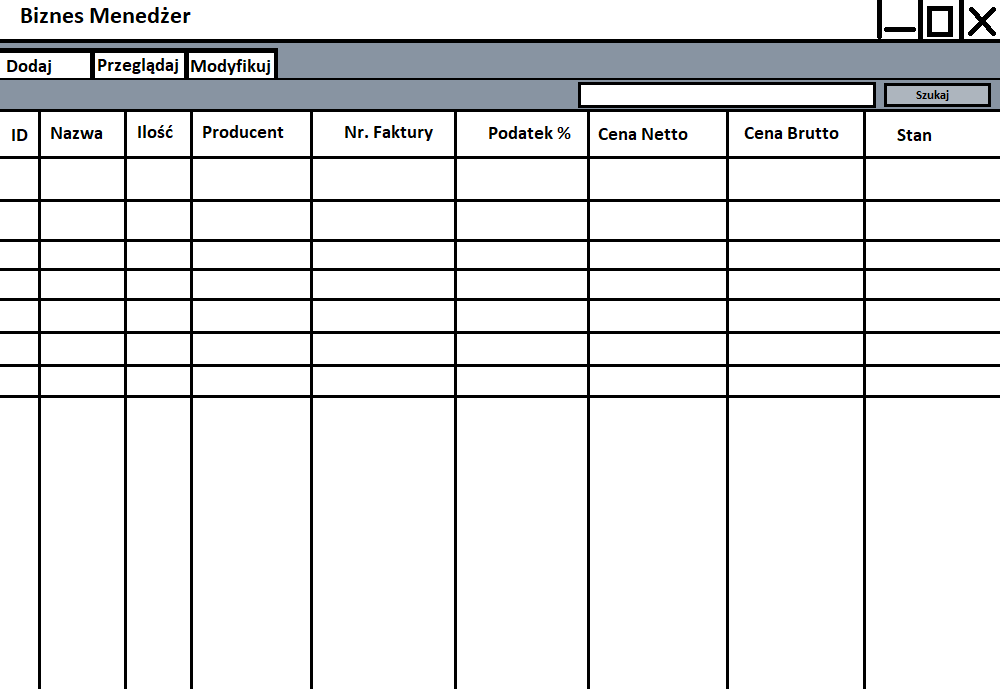 Biznes Menedżer
Dodaj Przeglądaj Modyfikuj
Szukaj
ID Nazwa Ilość Producent Nr. Faktury Podatek % Cena Netto Cena Brutto Stan